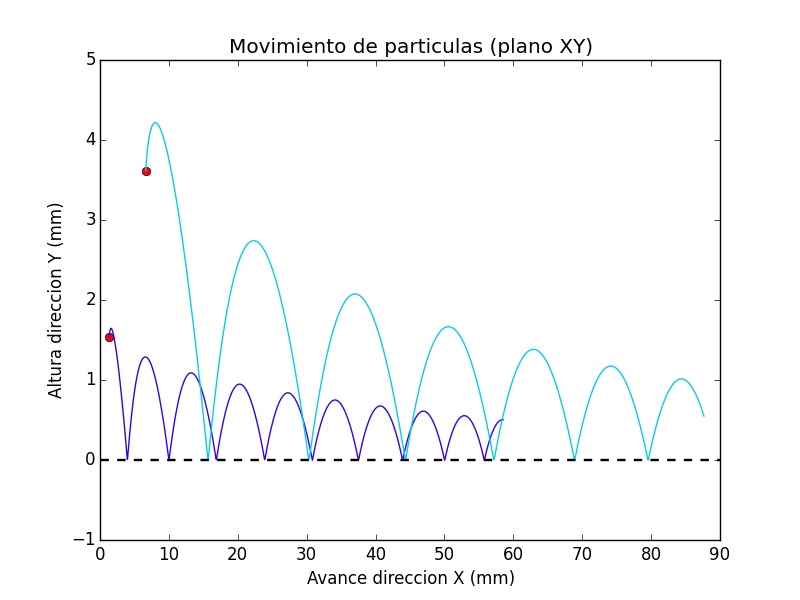 Movimiento de particulas (plano XY)
5
4
3
2
1
0
−1
Altura direccion Y (mm)
0 10 20 30 40 50 60 70 80 90
Avance direccion X (mm)